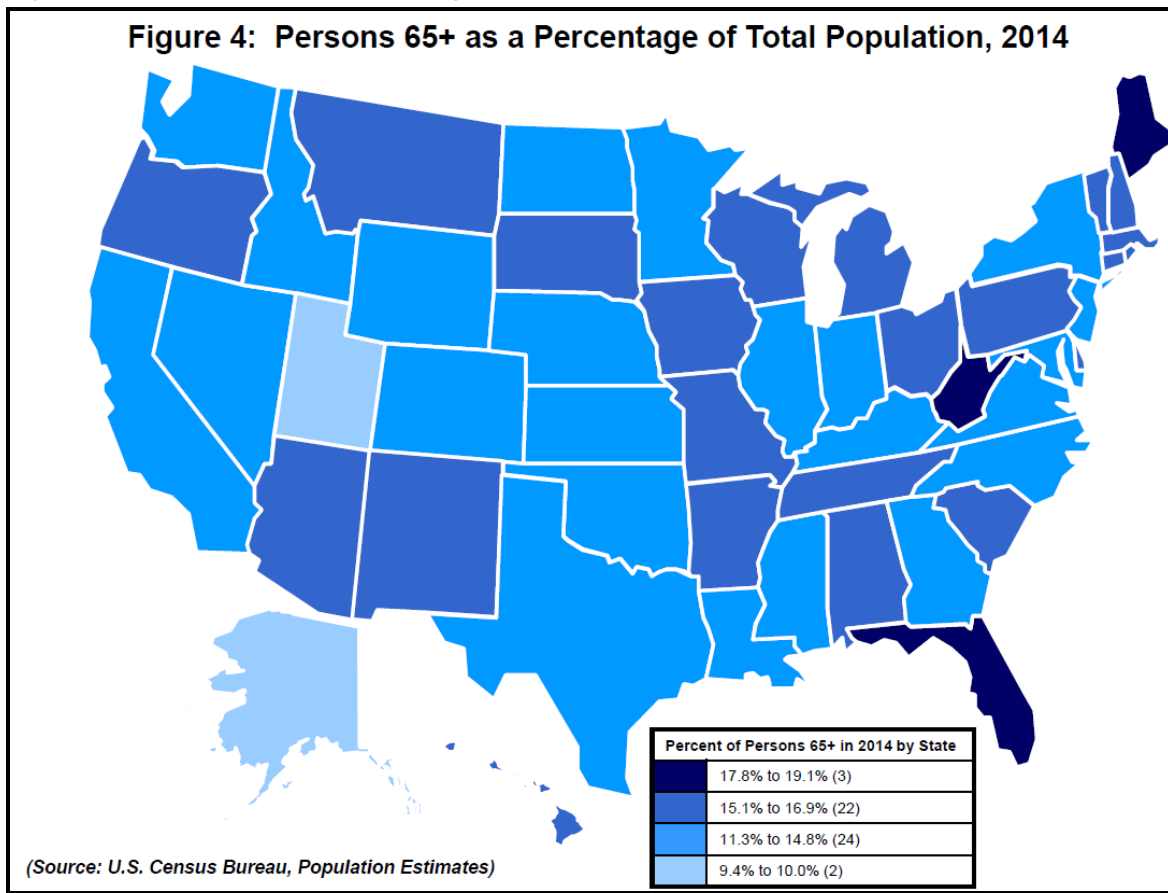 Figure 4: Persons 65+ as a Percentage of Total Population, 2014
Percent of Persons 65+ in 2014 by State
17.8% to 19.1% (3)
15.1% to 16.9% (22)
11.3% to 14.8% (24)
9.4% to 10.0% (2)
(Source: U.S. Census Bureau, Population Estimates)